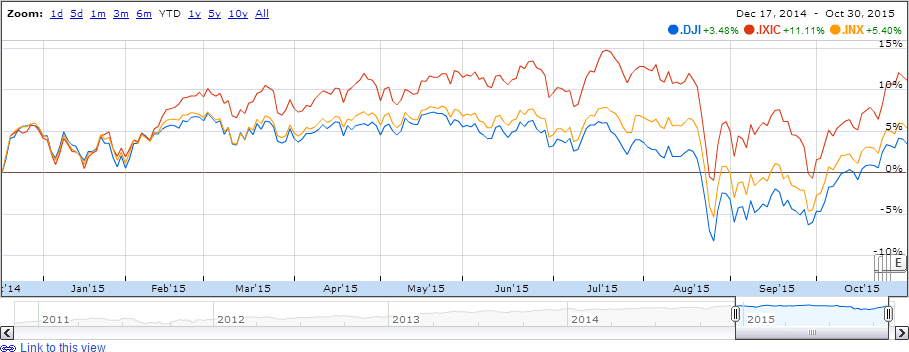 Zoom: 1d 5d 1m 3m 6m YTD 1y 5y 10y All
Dec 17, 2014 - Oct 30, 2015
.DJI +3.48% .IXIC +11.11% .INX +5.40%
15%
10%
5%
0%
-5%
-10%
E
:'14 Jan'15 Feb'15 Mar'15 Apr'15 May'15 Jun'15 Jul'15 Aug'15 Sep'15 Oct'15
2011 2012 2013 2014 2015
Link to this view